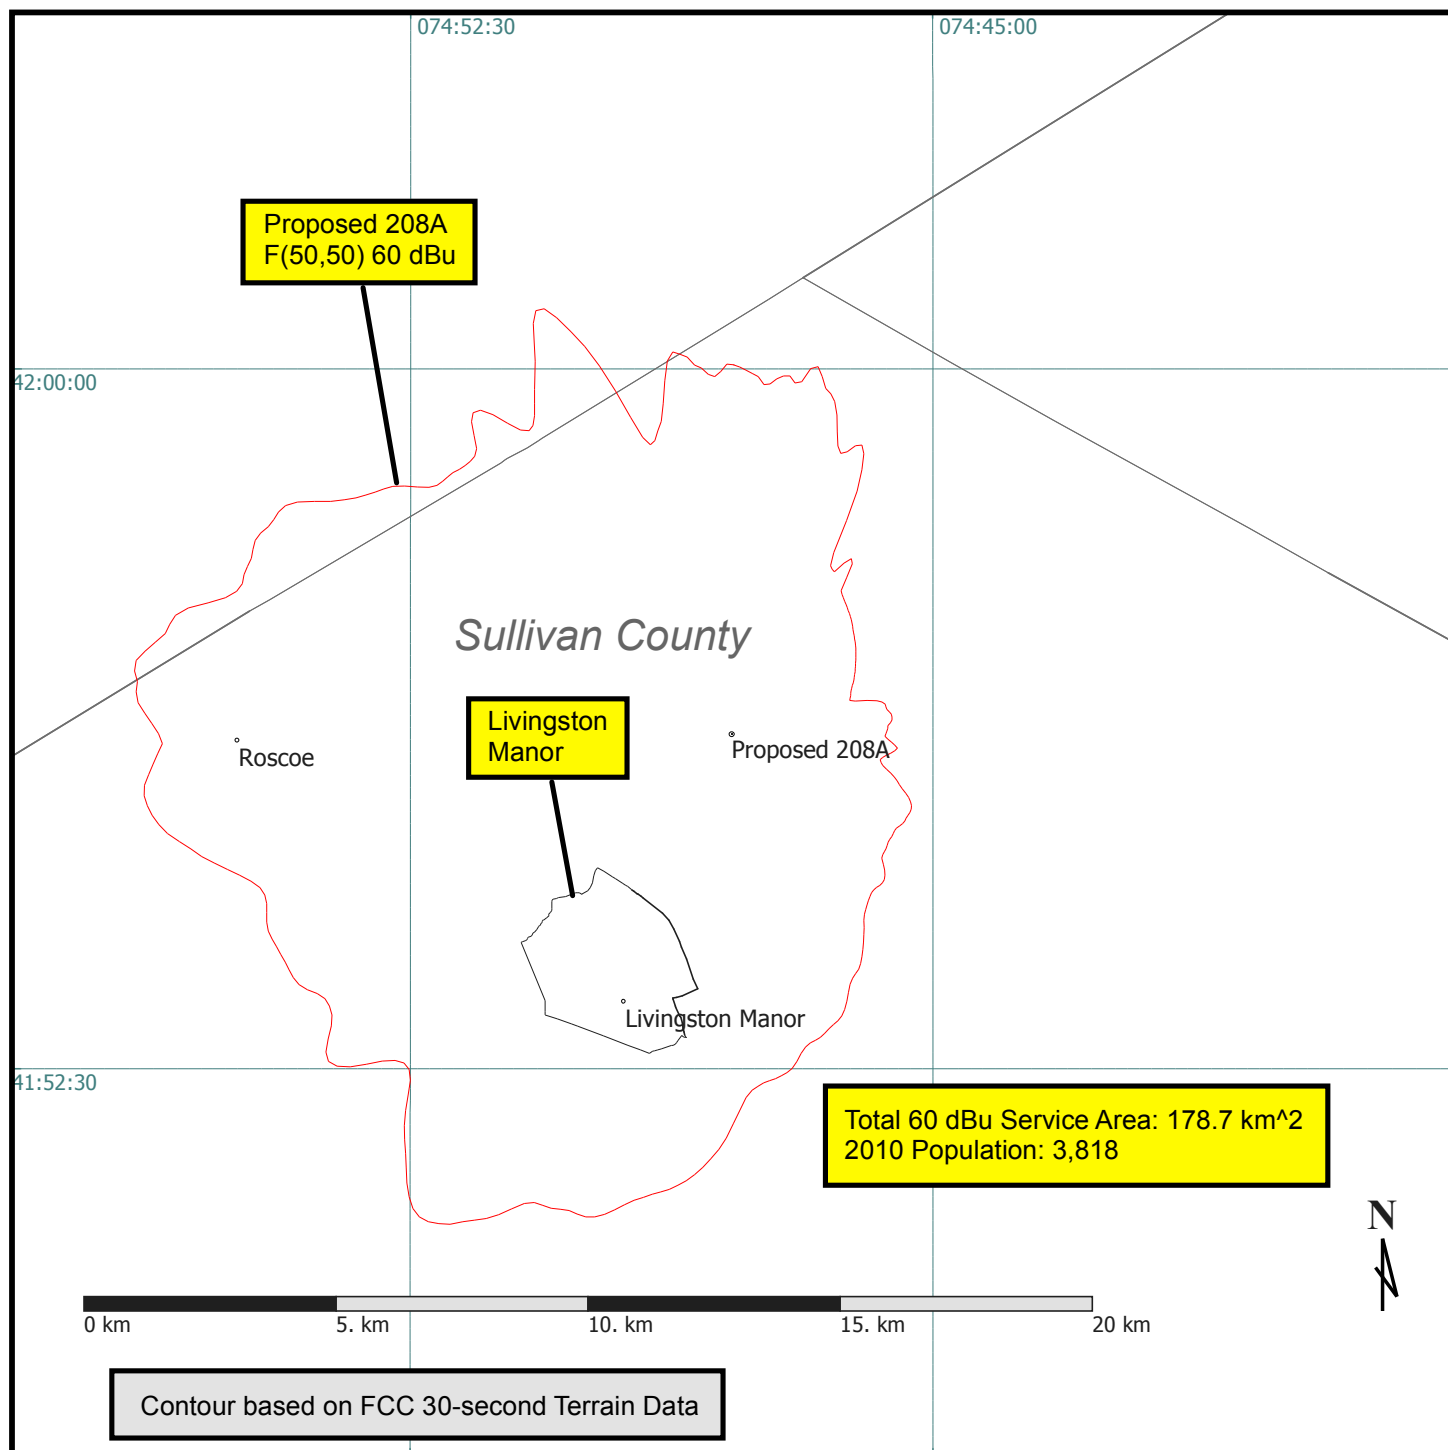 074:52:30
074:45:00
Proposed 208A
F(50,50) 60 dBu
42:00:00
Sullivan County
Livingston
Manor
Roscoe
Proposed 208A
Livingston Manor
41:52:30
Total 60 dBu Service Area: 178.7 km^2
2010 Population: 3,818
N
0 km
5. km
10. km
15. km
20 km
Contour based on FCC 30-second Terrain Data